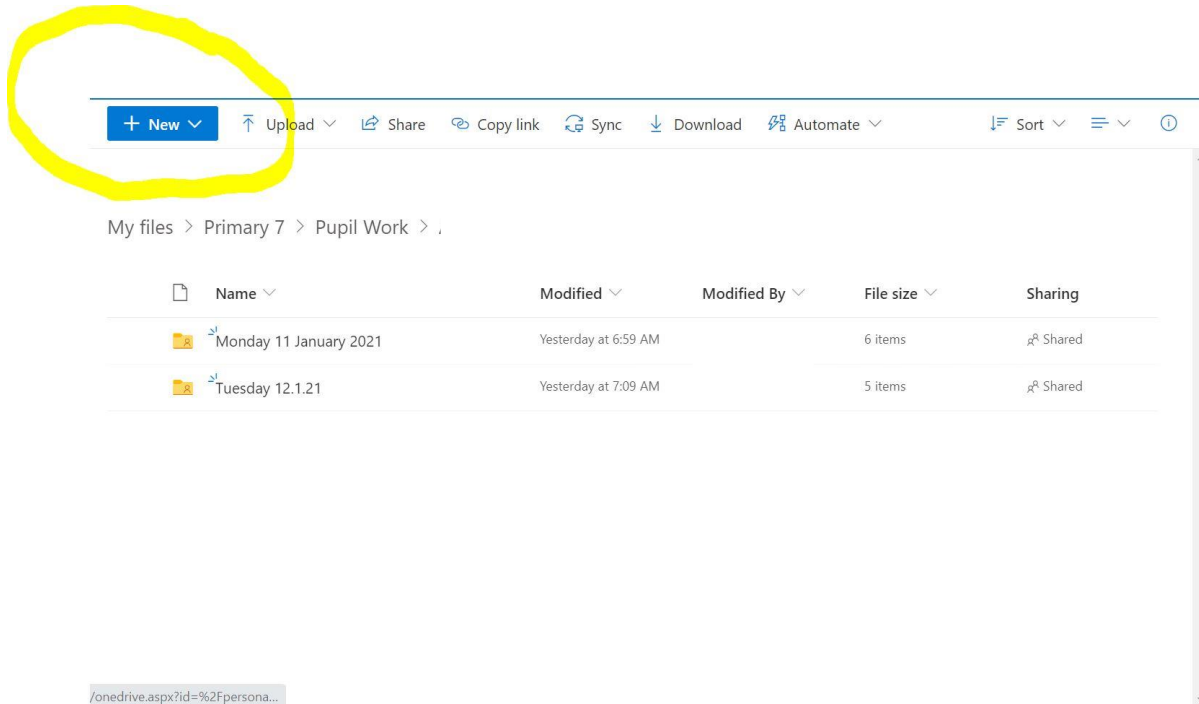 + New Upload Share Copy link Sync Download Automate Sort
My files > Primary 7 > Pupil Work >
Name Modified Modified By File size Sharing
Monday 11 January 2021 Yesterday at 6:59 AM 6 items Shared
Tuesday 12.1.21 Yesterday at 7:09 AM 5 items Shared
/onedrive.aspx?id=%2Fpersona...